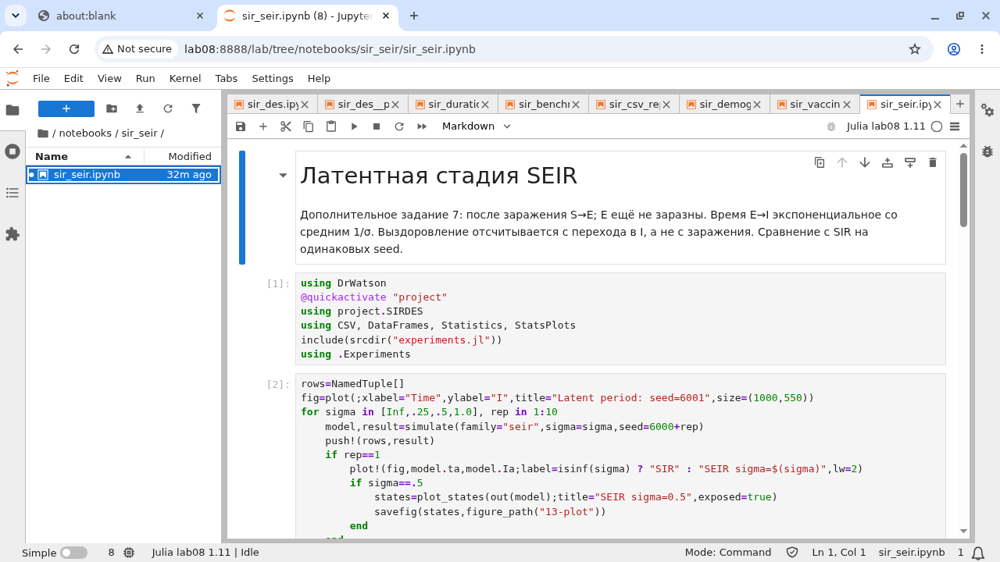 about:blank
sir_seir.ipynb (8) - Jupyter
Not secure
lab08:8888/lab/tree/notebooks/sir_seir/sir_seir.ipynb
File Edit View Run Kernel Tabs Settings Help
sir_des.ipy
sir_des__p
sir_duratic
sir_bench
sir_csv_re
sir_demog
sir_vaccin
sir_seir.ipy
Markdown
Julia lab08 1.11
/ notebooks / sir_seir /
Name Modified
sir_seir.ipynb 32m ago
Латентная стадия SEIR
Дополнительное задание 7: после заражения S→E; E ещё не заразны. Время E→I экспоненциальное со
средним 1/σ. Выздоровление отсчитывается с перехода в I, а не с заражения. Сравнение с SIR на
одинаковых seed.
[1]:
using DrWatson
@quickactivate "project"
using project.SIRDES
using CSV, DataFrames, Statistics, StatsPlots
include(srcdir("experiments.jl"))
using .Experiments
[2]:
rows=NamedTuple[]
fig=plot(;xlabel="Time",ylabel="I",title="Latent period: seed=6001",size=(1000,550))
for sigma in [Inf,.25,.5,1.0], rep in 1:10
    model,result=simulate(family="seir",sigma=sigma,seed=6000+rep)
    push!(rows,result)
    if rep==1
        plot!(fig,model.ta,model.Ia;label=isinf(sigma) ? "SIR" : "SEIR sigma=$(sigma)",lw=2)
        if sigma==.5
            states=plot_states(out(model);title="SEIR sigma=0.5",exposed=true)
            savefig(states,figure_path("13-plot"))
        end
    end
Simple
8
Julia lab08 1.11 | Idle
Mode: Command
Ln 1, Col 1
sir_seir.ipynb
1